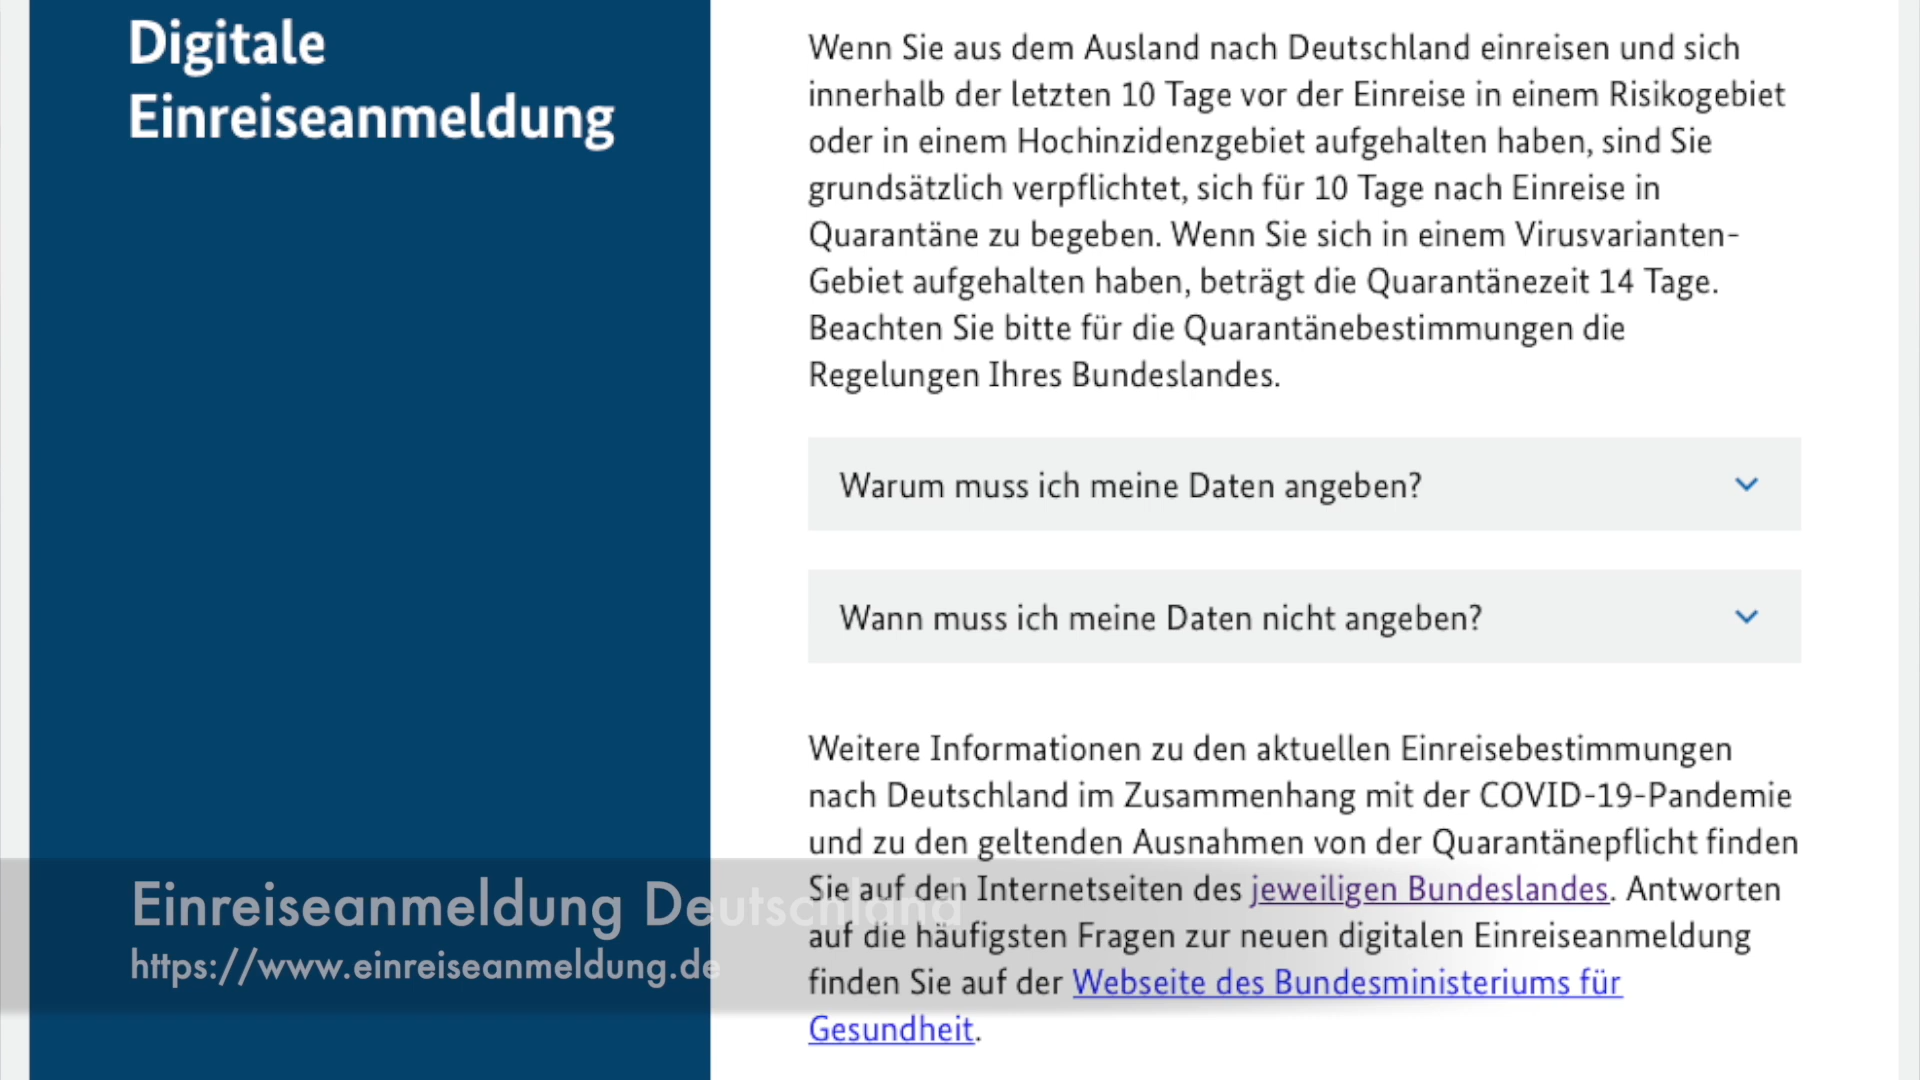 Digitale
Einreiseanmeldung
Wenn Sie aus dem Ausland nach Deutschland einreisen und sich
innerhalb der letzten 10 Tage vor der Einreise in einem Risikogebiet
oder in einem Hochinzidenzgebiet aufgehalten haben, sind Sie
grundsätzlich verpflichtet, sich für 10 Tage nach Einreise in
Quarantäne zu begeben. Wenn Sie sich in einem Virusvarianten-
Gebiet aufgehalten haben, beträgt die Quarantänezeit 14 Tage.
Beachten Sie bitte für die Quarantänebestimmungen die
Regelungen Ihres Bundeslandes.
Warum muss ich meine Daten angeben?
Wann muss ich meine Daten nicht angeben?
Weitere Informationen zu den aktuellen Einreisebestimmungen
nach Deutschland im Zusammenhang mit der COVID-19-Pandemie
und zu den geltenden Ausnahmen von der Quarantänepflicht finden
Sie auf den Internetseiten des jeweiligen Bundeslandes. Antworten
auf die häufigsten Fragen zur neuen digitalen Einreiseanmeldung
finden Sie auf der Webseite des Bundesministeriums für
Gesundheit.
Einreiseanmeldung Deutschland
https://www.einreiseanmeldung.de